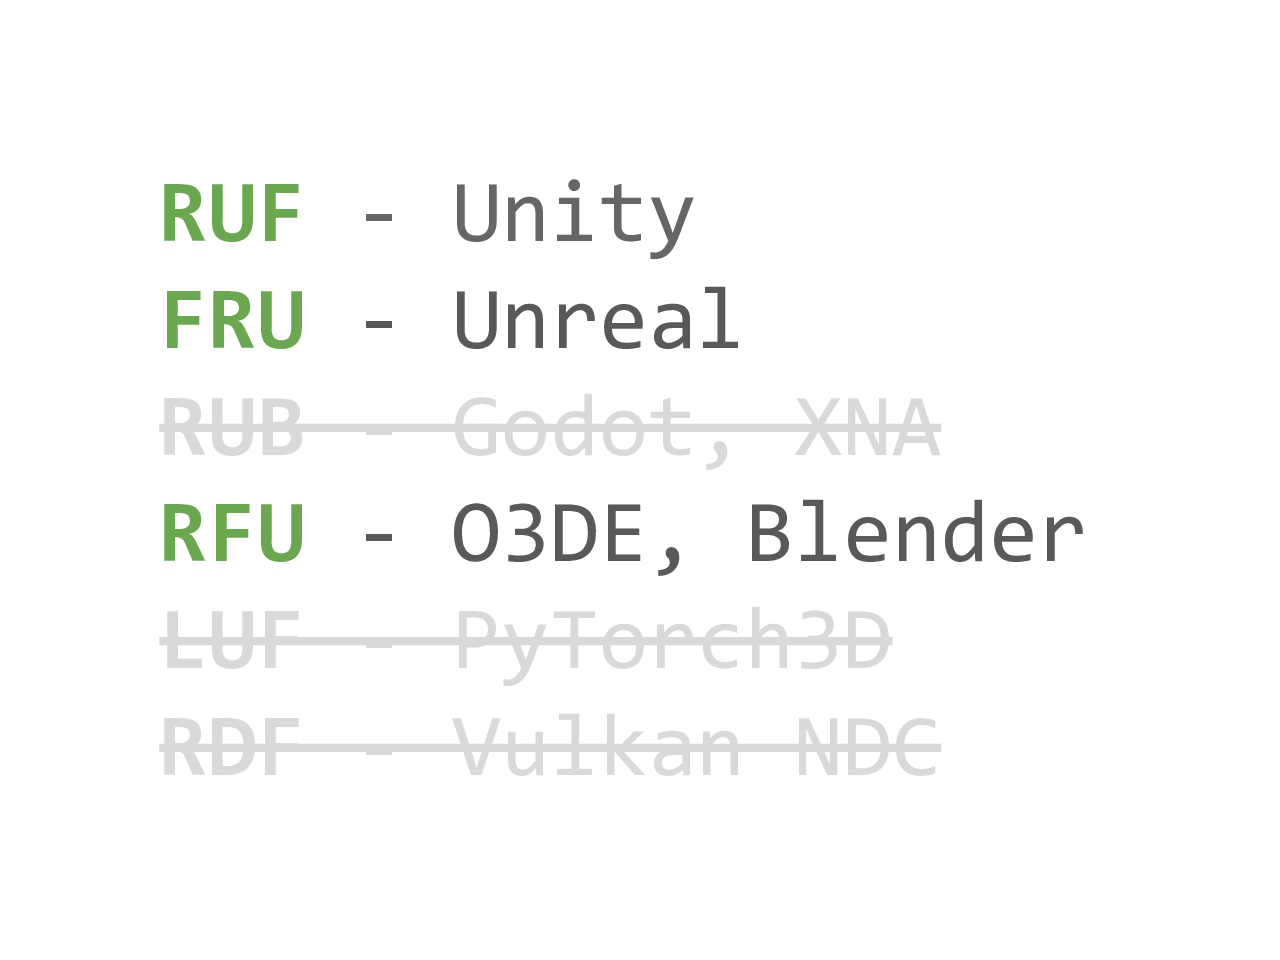 RUF - Unity
FRU - Unreal
RUB - Godot, XNA
RFU - O3DE, Blender
LUF - PyTorch3D
RDF - Vulkan NDC